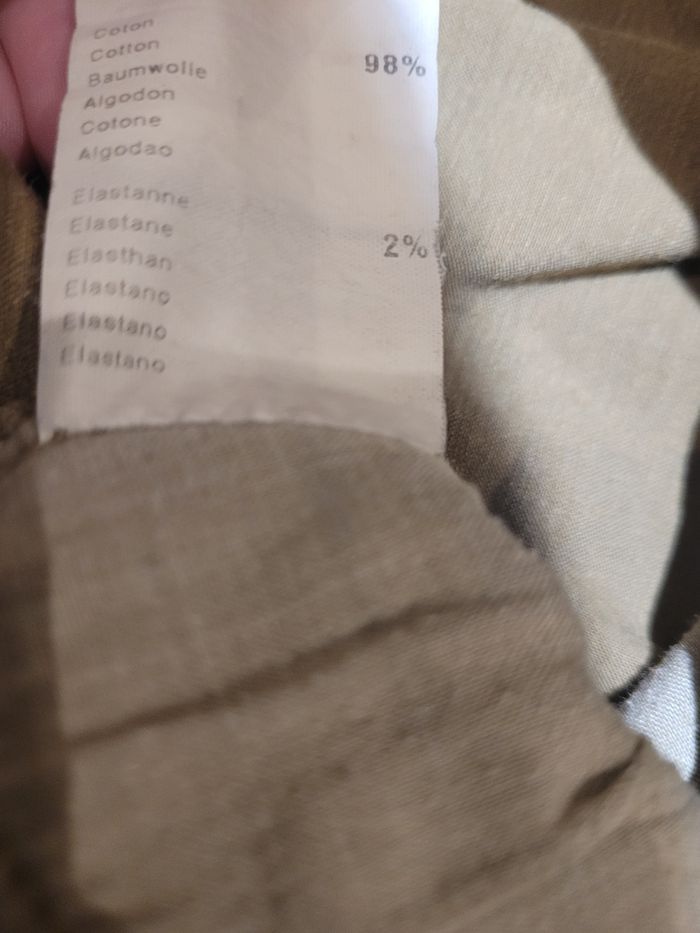 Coton
Cotton
Baumwolle 98%
Algodon
Cotone
Algodao
Elastanne
Elastane
Elasthan 2%
Elastano
Elastano
Elastano